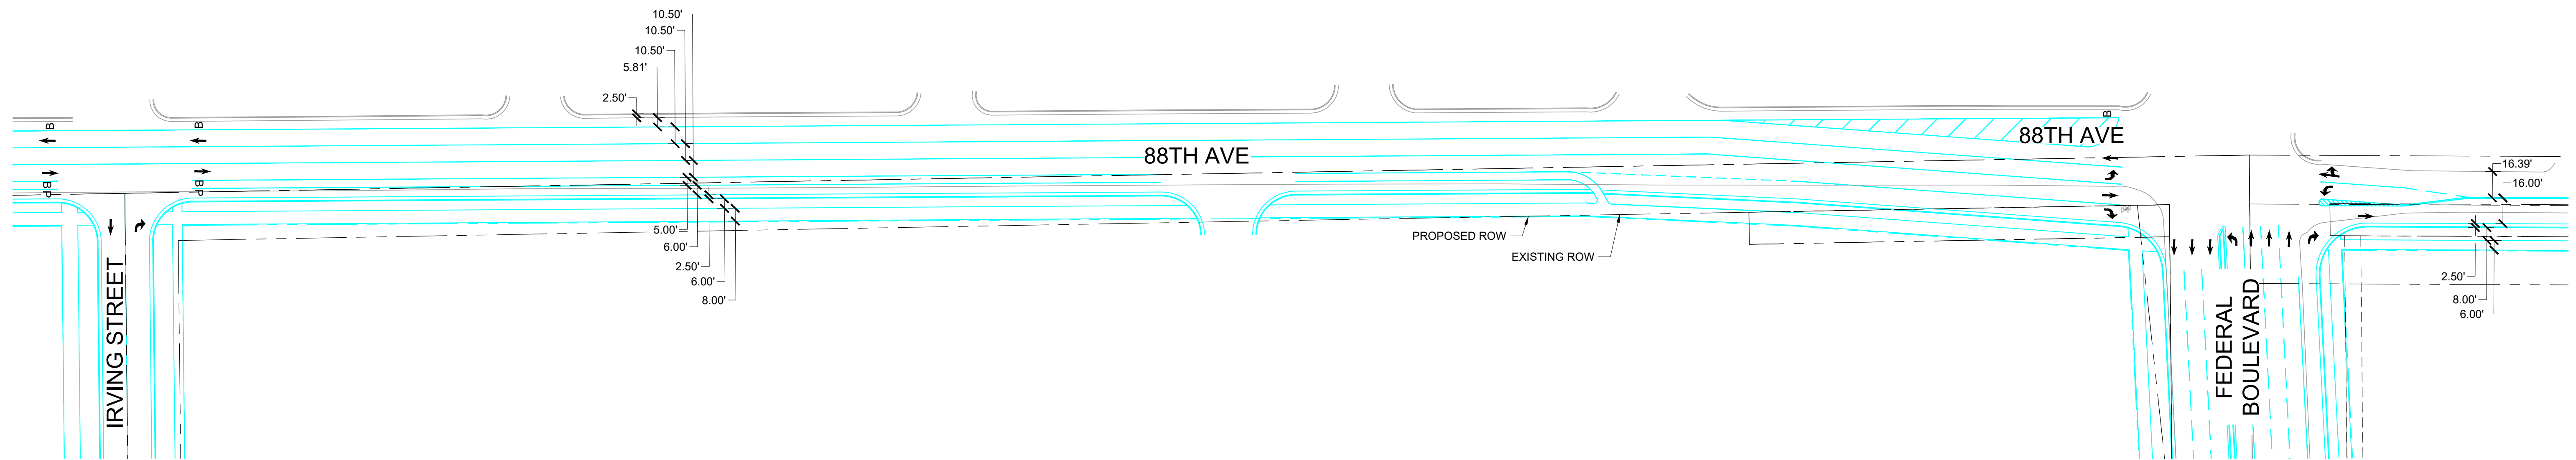 10.50'
10.50'
10.50'
5.81'
2.50'
B
B
B
88TH AVE
88TH AVE
BP
BP
16.39'
16.00'
5.00'
6.00'
2.50'
6.00'
8.00'
PROPOSED ROW
EXISTING ROW
2.50'
8.00'
6.00'
IRVING STREET
FEDERAL
BOULEVARD